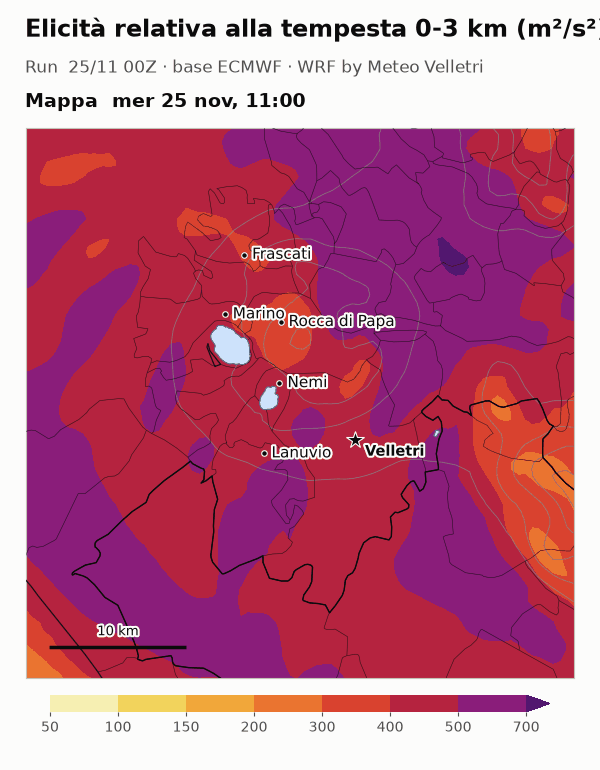 Elicità relativa alla tempesta 0-3 km (m²/s²)
Run  25/11 00Z · base ECMWF · WRF by Meteo Velletri
Mappa  mer 25 nov, 11:00
Frascati
Marino
Rocca di Papa
Nemi
Velletri
Lanuvio
10 km
50 100 150 200 300 400 500 700